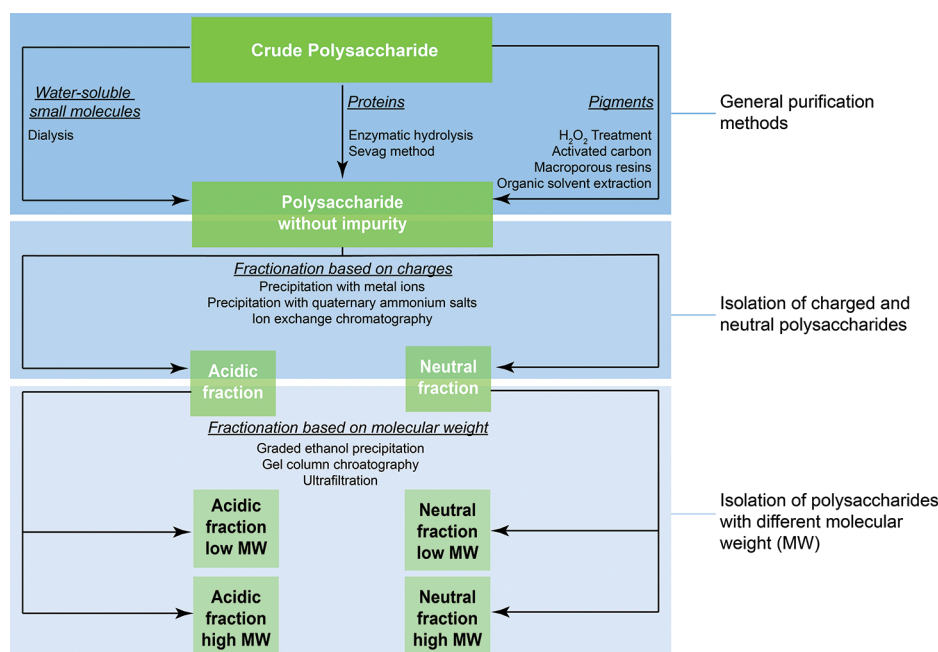 Crude Polysaccharide
Water-soluble
small molecules
Dialysis
Proteins
Enzymatic hydrolysis
Sevag method
Pigments
H₂O₂ Treatment
Activated carbon
Macroporous resins
Organic solvent extraction
General purification
methods
Polysaccharide
without impurity
Fractionation based on charges
Precipitation with metal ions
Precipitation with quaternary ammonium salts
Ion exchange chromatography
Isolation of charged and
neutral polysaccharides
Acidic
fraction
Neutral
fraction
Fractionation based on molecular weight
Graded ethanol precipitation
Gel column chroatography
Ultrafiltration
Acidic
fraction
low MW
Neutral
fraction
low MW
Isolation of polysaccharides
with different molecular
weight (MW)
Acidic
fraction
high MW
Neutral
fraction
high MW